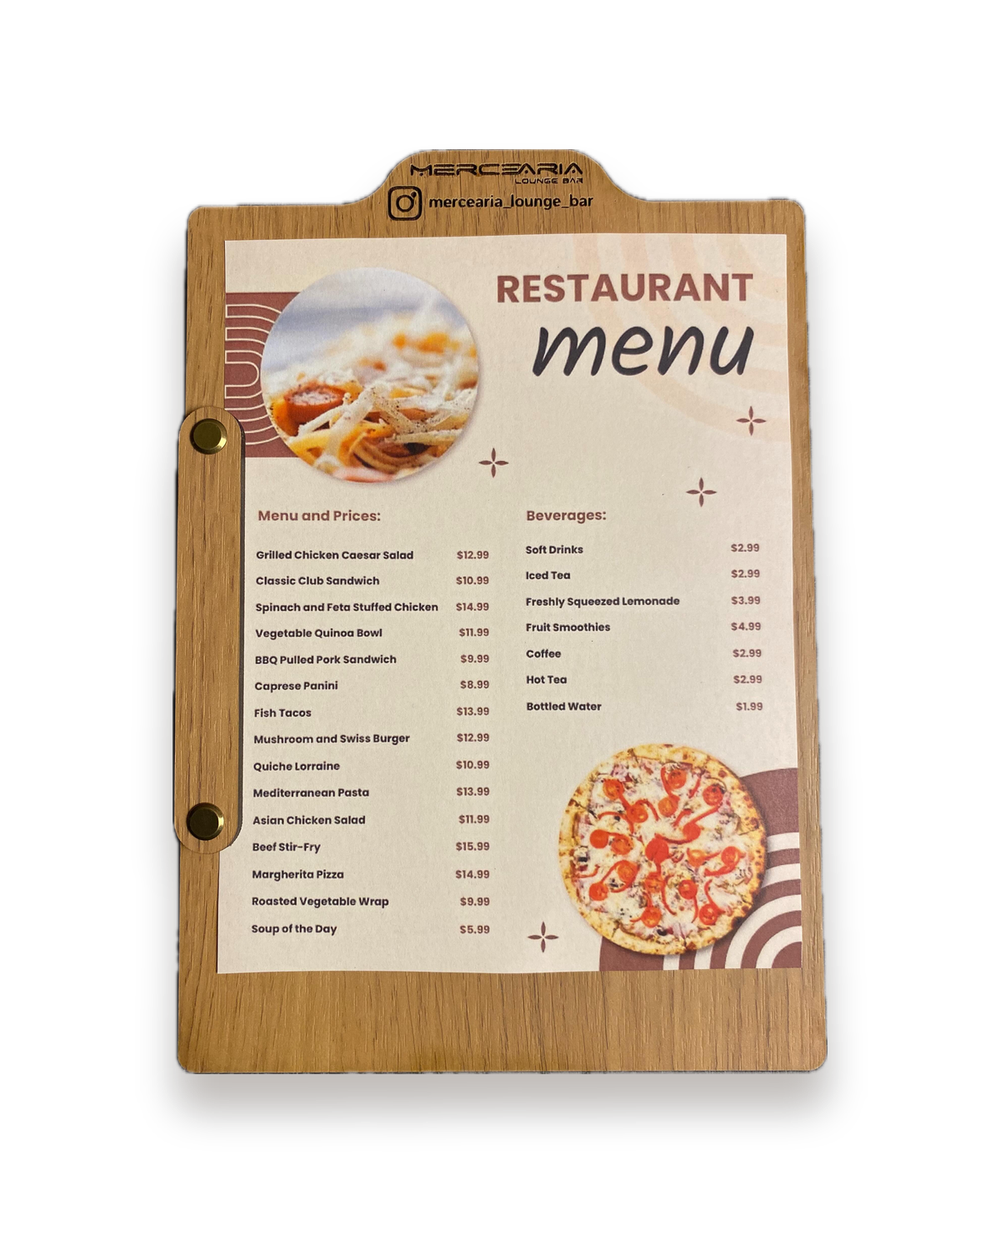 MERCEARIA
LOUNGE BAR
mercearia_lounge_bar
RESTAURANT
menu
Menu and Prices:
Grilled Chicken Caesar Salad $12.99
Classic Club Sandwich $10.99
Spinach and Feta Stuffed Chicken $14.99
Vegetable Quinoa Bowl $11.99
BBQ Pulled Pork Sandwich $9.99
Caprese Panini $8.99
Fish Tacos $13.99
Mushroom and Swiss Burger $12.99
Quiche Lorraine $10.99
Mediterranean Pasta $13.99
Asian Chicken Salad $11.99
Beef Stir-Fry $15.99
Margherita Pizza $14.99
Roasted Vegetable Wrap $9.99
Soup of the Day $5.99
Beverages:
Soft Drinks $2.99
Iced Tea $2.99
Freshly Squeezed Lemonade $3.99
Fruit Smoothies $4.99
Coffee $2.99
Hot Tea $2.99
Bottled Water $1.99